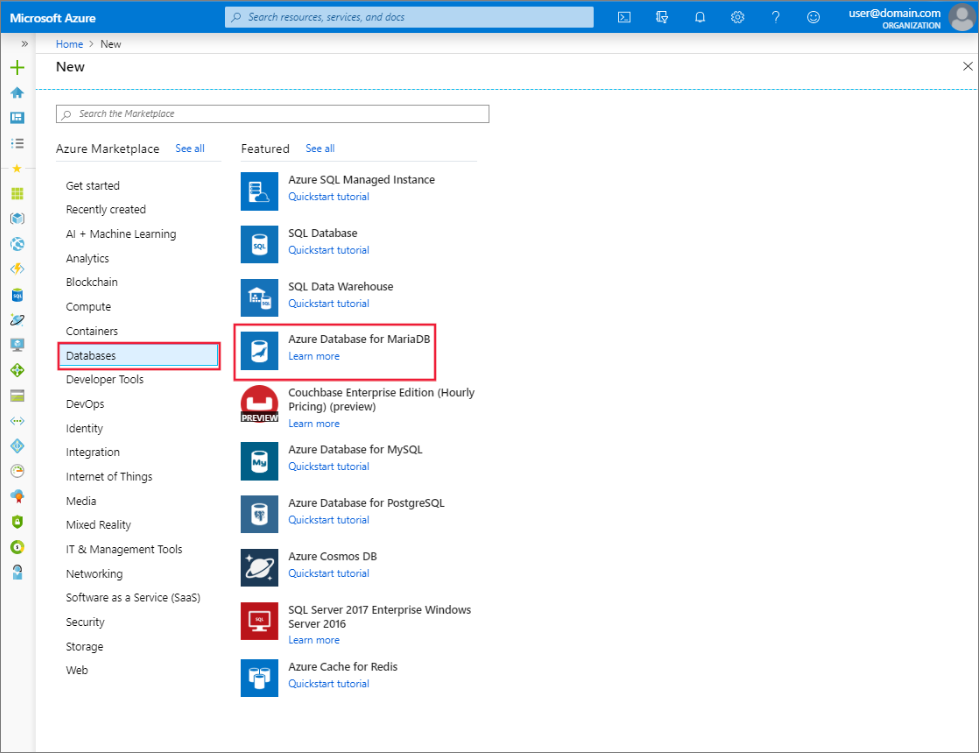 Microsoft Azure
Search resources, services, and docs
user@domain.com
ORGANIZATION
Home > New
New
Search the Marketplace
Azure Marketplace See all
Get started
Recently created
AI + Machine Learning
Analytics
Blockchain
Compute
Containers
Databases
Developer Tools
DevOps
Identity
Integration
Internet of Things
Media
Mixed Reality
IT & Management Tools
Networking
Software as a Service (SaaS)
Security
Storage
Web
Featured See all
Azure SQL Managed Instance
Quickstart tutorial
SQL
SQL Database
Quickstart tutorial
SQL Data Warehouse
Quickstart tutorial
Azure Database for MariaDB
Learn more
PREVIEW
Couchbase Enterprise Edition (Hourly
Pricing) (preview)
Learn more
My
Azure Database for MySQL
Quickstart tutorial
Azure Database for PostgreSQL
Quickstart tutorial
Azure Cosmos DB
Quickstart tutorial
SQL
SQL Server 2017 Enterprise Windows
Server 2016
Learn more
Azure Cache for Redis
Quickstart tutorial